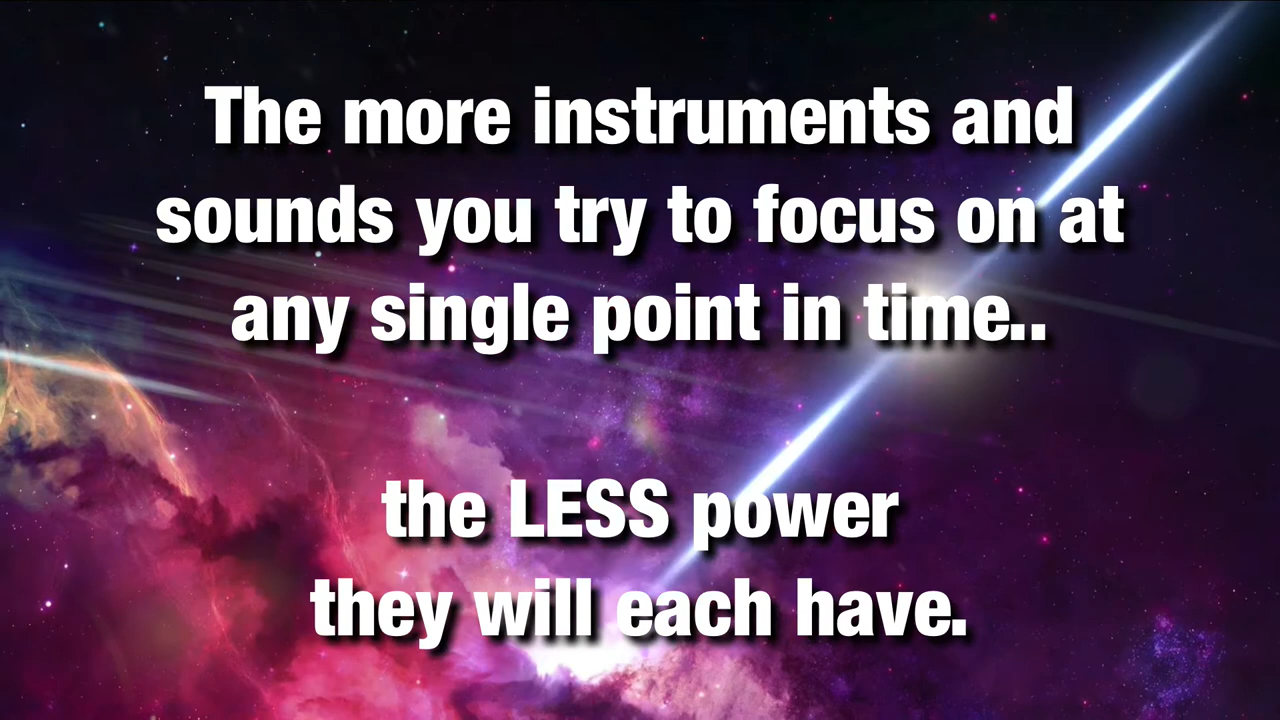 The more instruments and
sounds you try to focus on at
any single point in time..
the LESS power
they will each have.